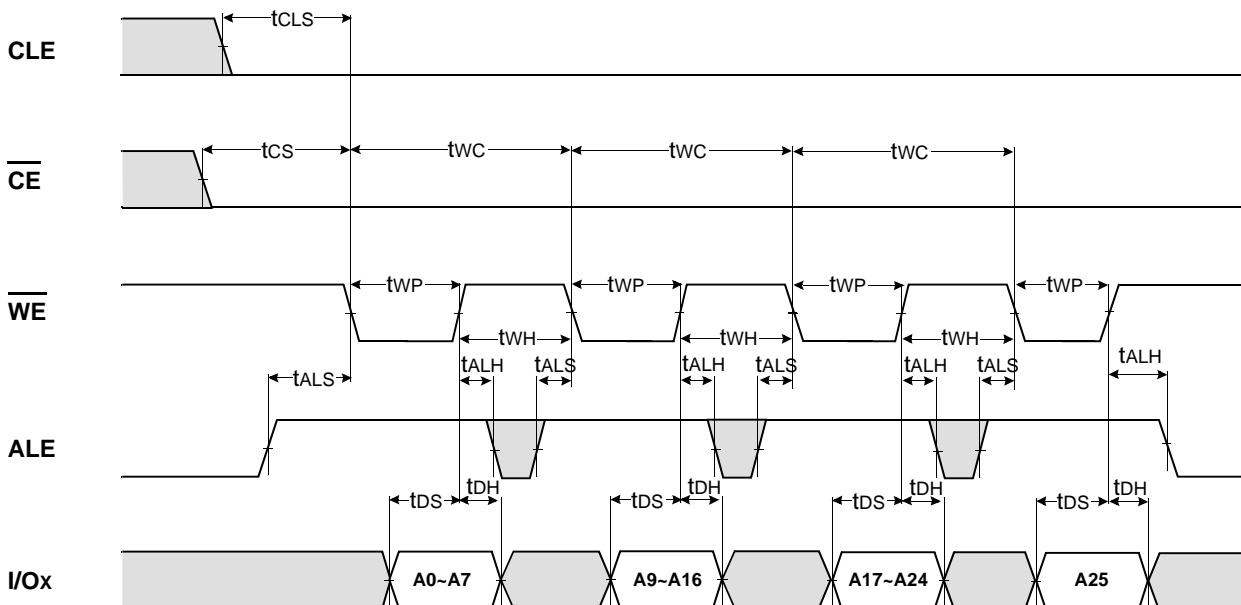 CLE
tCLS
CE
tCS tWC tWC tWC
WE
tWP tWP tWP tWP
tWH tWH tWH
tALS tALH tALS tALH tALS tALH tALS tALH
ALE
tDS tDH tDS tDH tDS tDH tDS tDH
I/Ox
A0~A7 A9~A16 A17~A24 A25